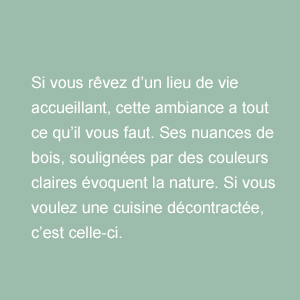 Si vous rêvez d’un lieu de vie
accueillant, cette ambiance a tout
ce qu’il vous faut. Ses nuances de
bois, soulignées par des couleurs
claires évoquent la nature. Si vous
voulez une cuisine décontractée,
c’est celle-ci.